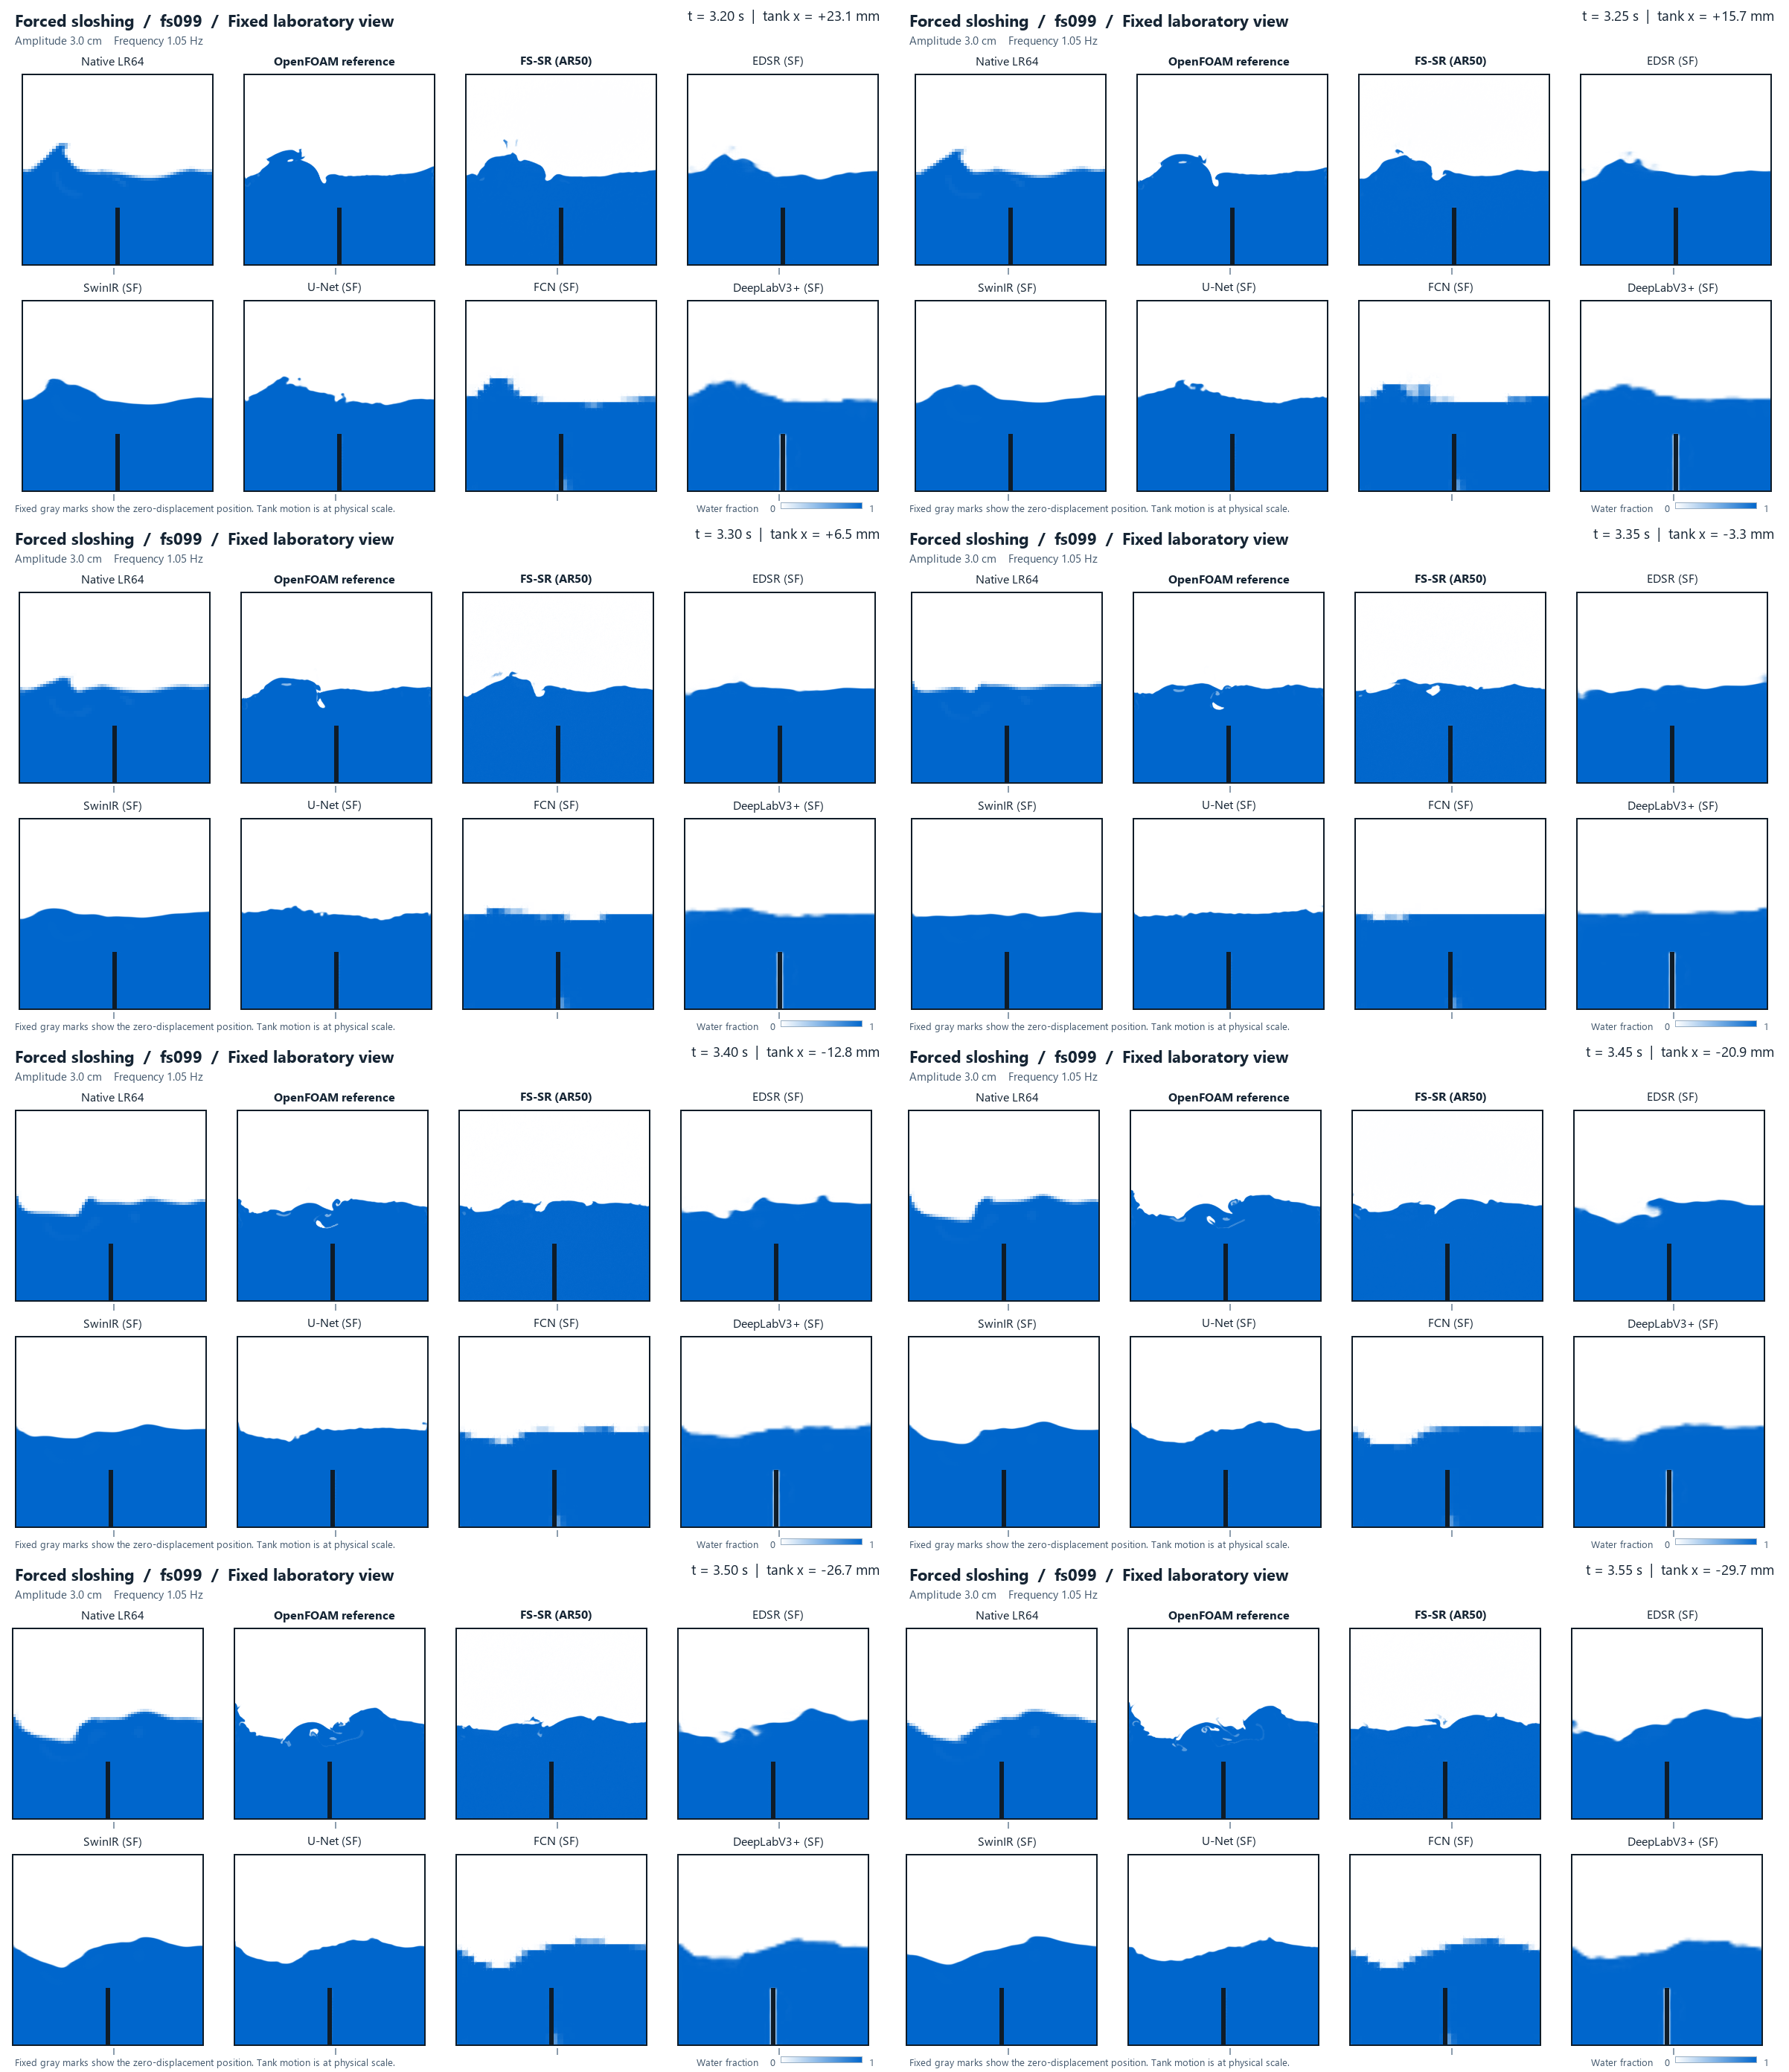 Forced sloshing / fs099 / Fixed laboratory view
t = 3.20 s | tank x = +23.1 mm
Amplitude 3.0 cm Frequency 1.05 Hz
Native LR64
OpenFOAM reference
FS-SR (AR50)
EDSR (SF)
SwinIR (SF)
U-Net (SF)
FCN (SF)
DeepLabV3+ (SF)
Fixed gray marks show the zero-displacement position. Tank motion is at physical scale.
Water fraction 0 1
Forced sloshing / fs099 / Fixed laboratory view
t = 3.25 s | tank x = +15.7 mm
Amplitude 3.0 cm Frequency 1.05 Hz
Native LR64
OpenFOAM reference
FS-SR (AR50)
EDSR (SF)
SwinIR (SF)
U-Net (SF)
FCN (SF)
DeepLabV3+ (SF)
Fixed gray marks show the zero-displacement position. Tank motion is at physical scale.
Water fraction 0 1
Forced sloshing / fs099 / Fixed laboratory view
t = 3.30 s | tank x = +6.5 mm
Amplitude 3.0 cm Frequency 1.05 Hz
Native LR64
OpenFOAM reference
FS-SR (AR50)
EDSR (SF)
SwinIR (SF)
U-Net (SF)
FCN (SF)
DeepLabV3+ (SF)
Fixed gray marks show the zero-displacement position. Tank motion is at physical scale.
Water fraction 0 1
Forced sloshing / fs099 / Fixed laboratory view
t = 3.35 s | tank x = -3.3 mm
Amplitude 3.0 cm Frequency 1.05 Hz
Native LR64
OpenFOAM reference
FS-SR (AR50)
EDSR (SF)
SwinIR (SF)
U-Net (SF)
FCN (SF)
DeepLabV3+ (SF)
Fixed gray marks show the zero-displacement position. Tank motion is at physical scale.
Water fraction 0 1
Forced sloshing / fs099 / Fixed laboratory view
t = 3.40 s | tank x = -12.8 mm
Amplitude 3.0 cm Frequency 1.05 Hz
Native LR64
OpenFOAM reference
FS-SR (AR50)
EDSR (SF)
SwinIR (SF)
U-Net (SF)
FCN (SF)
DeepLabV3+ (SF)
Fixed gray marks show the zero-displacement position. Tank motion is at physical scale.
Water fraction 0 1
Forced sloshing / fs099 / Fixed laboratory view
t = 3.45 s | tank x = -20.9 mm
Amplitude 3.0 cm Frequency 1.05 Hz
Native LR64
OpenFOAM reference
FS-SR (AR50)
EDSR (SF)
SwinIR (SF)
U-Net (SF)
FCN (SF)
DeepLabV3+ (SF)
Fixed gray marks show the zero-displacement position. Tank motion is at physical scale.
Water fraction 0 1
Forced sloshing / fs099 / Fixed laboratory view
t = 3.50 s | tank x = -26.7 mm
Amplitude 3.0 cm Frequency 1.05 Hz
Native LR64
OpenFOAM reference
FS-SR (AR50)
EDSR (SF)
SwinIR (SF)
U-Net (SF)
FCN (SF)
DeepLabV3+ (SF)
Fixed gray marks show the zero-displacement position. Tank motion is at physical scale.
Water fraction 0 1
Forced sloshing / fs099 / Fixed laboratory view
t = 3.55 s | tank x = -29.7 mm
Amplitude 3.0 cm Frequency 1.05 Hz
Native LR64
OpenFOAM reference
FS-SR (AR50)
EDSR (SF)
SwinIR (SF)
U-Net (SF)
FCN (SF)
DeepLabV3+ (SF)
Fixed gray marks show the zero-displacement position. Tank motion is at physical scale.
Water fraction 0 1